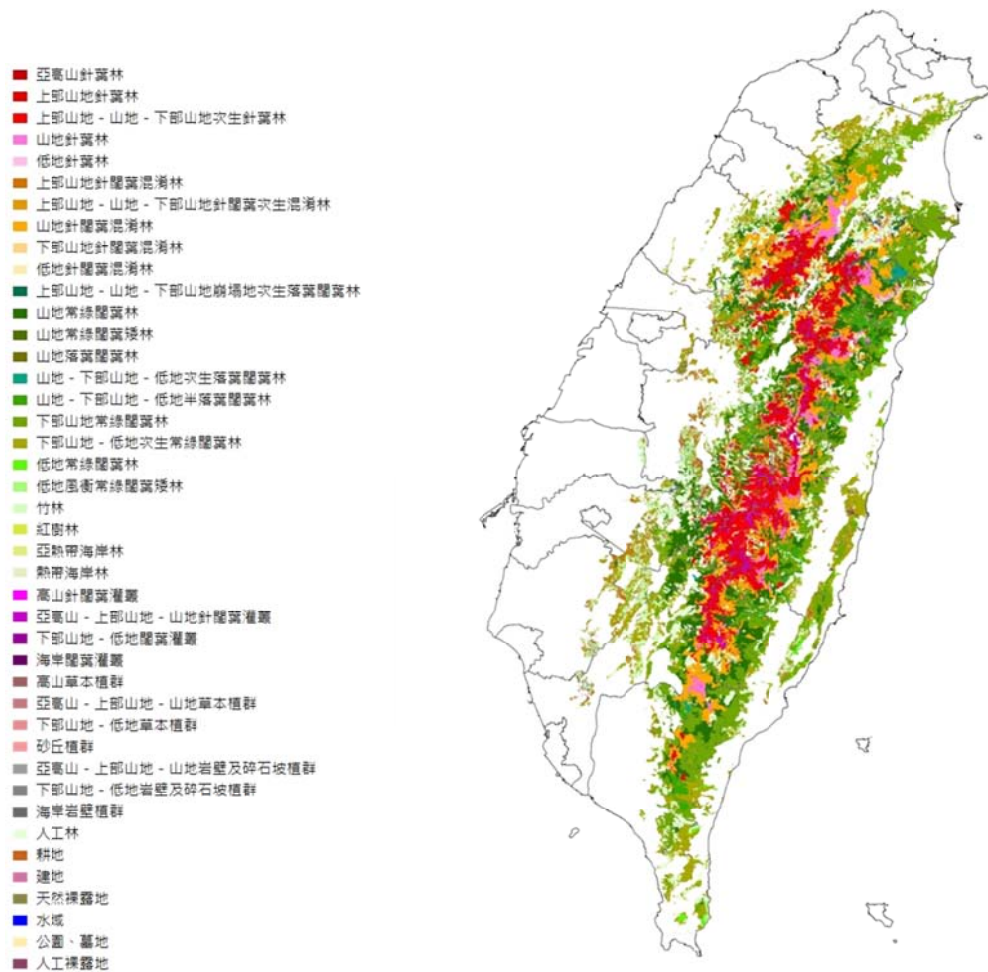 亞高山針葉林
上部山地針葉林
上部山地 - 山地 - 下部山地次生針葉林
山地針葉林
低地針葉林
上部山地針闊葉混淆林
上部山地 - 山地 - 下部山地針闊葉次生混淆林
山地針闊葉混淆林
下部山地針闊葉混淆林
低地針闊葉混淆林
上部山地 - 山地 - 下部山地崩塌地次生落葉闊葉林
山地常綠闊葉林
山地常綠闊葉矮林
山地落葉闊葉林
山地 - 下部山地 - 低地次生落葉闊葉林
山地 - 下部山地 - 低地半落葉闊葉林
下部山地常綠闊葉林
下部山地 - 低地次生常綠闊葉林
低地常綠闊葉林
低地風衝常綠闊葉矮林
竹林
紅樹林
亞熱帶海岸林
熱帶海岸林
高山針闊葉灌叢
亞高山 - 上部山地 - 山地針闊葉灌叢
下部山地 - 低地闊葉灌叢
海岸闊葉灌叢
高山草本植群
亞高山 - 上部山地 - 山地草本植群
下部山地 - 低地草本植群
砂丘植群
亞高山 - 上部山地 - 山地岩壁及碎石坡植群
下部山地 - 低地岩壁及碎石坡植群
海岸岩壁植群
人工林
耕地
建地
天然裸露地
水域
公園、墓地
人工裸露地